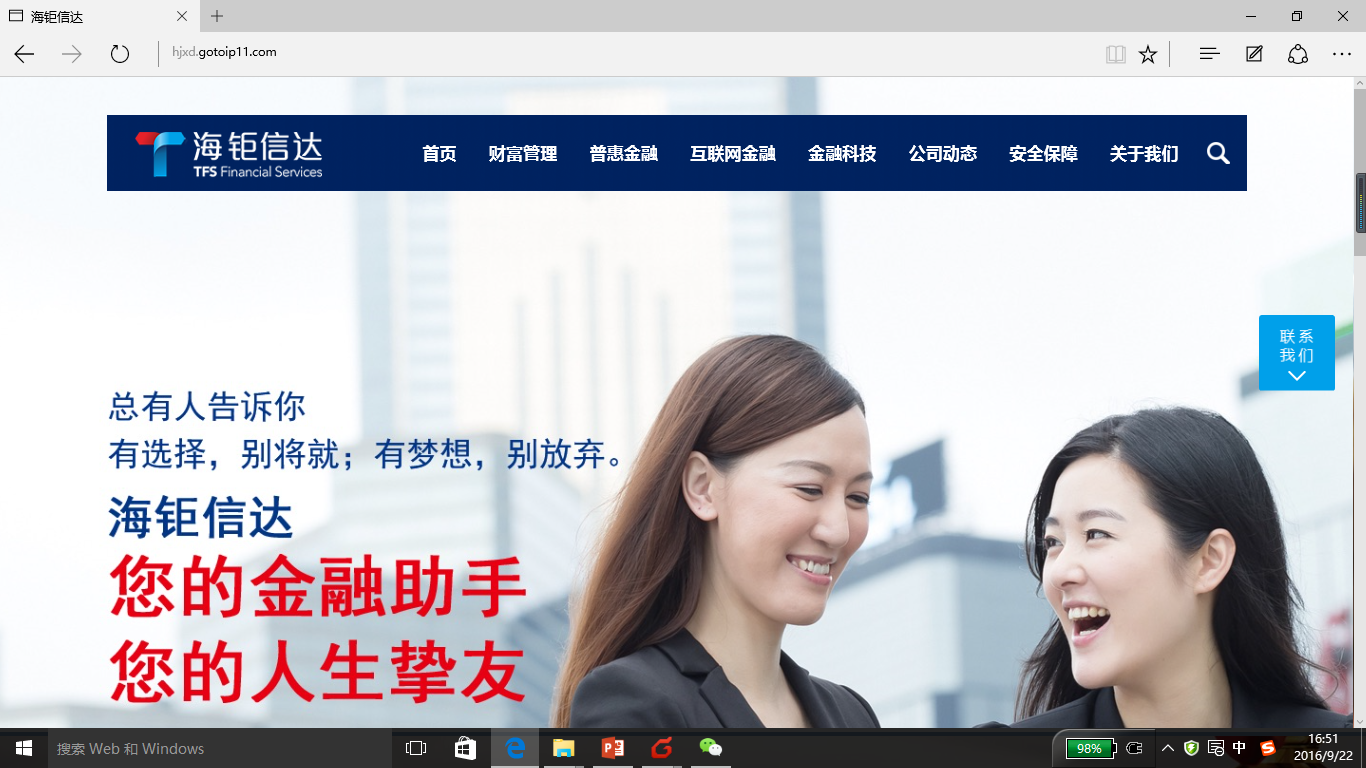 海钜信达
hjxd.gotoip11.com
海钜信达
TFS Financial Services
首页 财富管理 普惠金融 互联网金融 金融科技 公司动态 安全保障 关于我们
联系
我们
总有人告诉你
有选择，别将就；有梦想，别放弃。
海钜信达
您的金融助手
您的人生挚友
搜索 Web 和 Windows
98%
中
16:51
2016/9/22